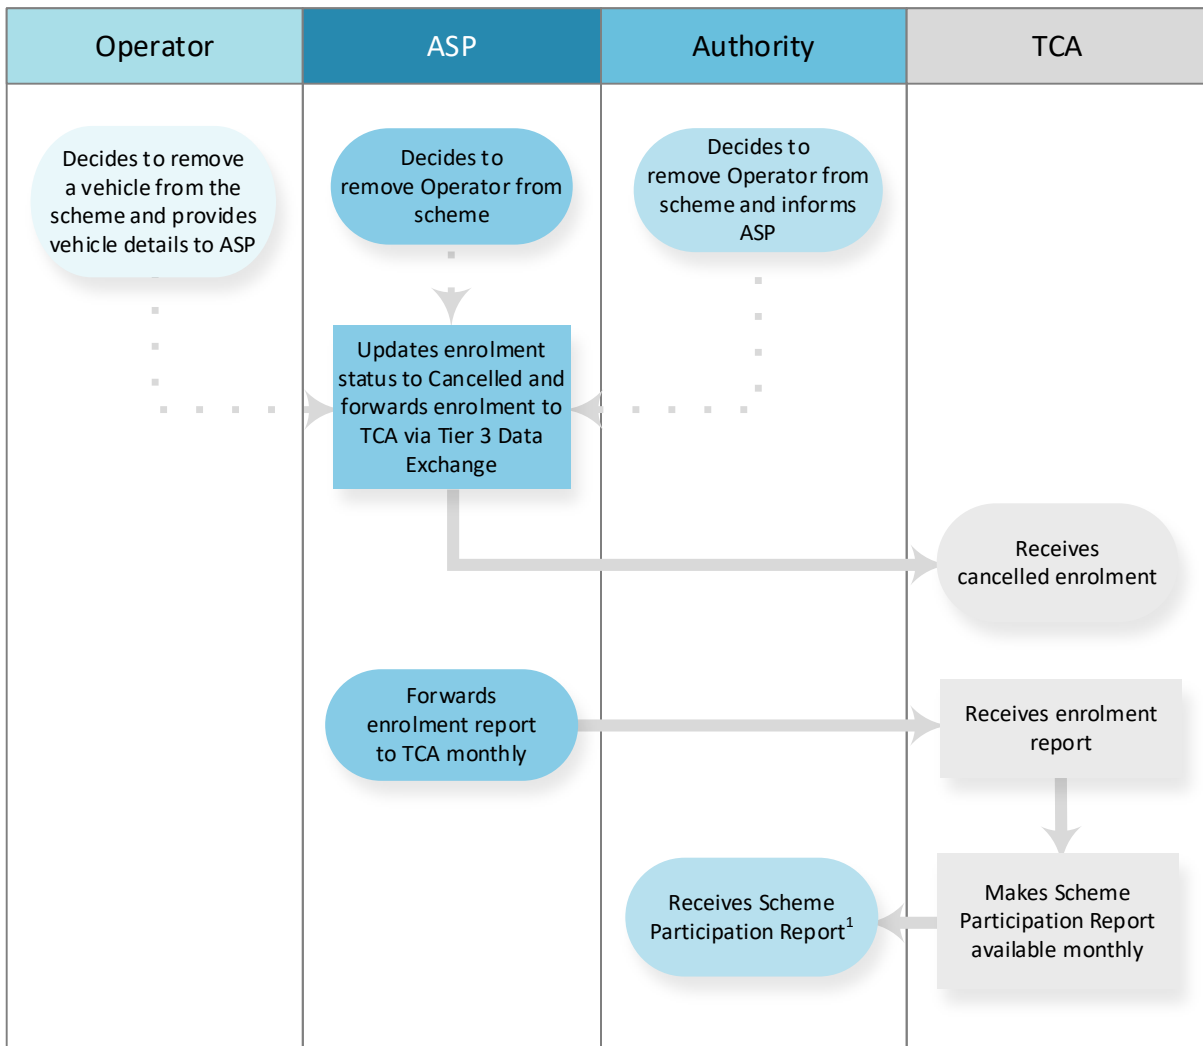 Operator
ASP
Authority
TCA
Decides to remove
a vehicle from the
scheme and provides
vehicle details to ASP
Decides to
remove Operator from
scheme
Decides to
remove Operator from
scheme and informs
ASP
Updates enrolment
status to Cancelled and
forwards enrolment to
TCA via Tier 3 Data
Exchange
Receives
cancelled enrolment
Forwards
enrolment report
to TCA monthly
Receives enrolment
report
Receives Scheme
Participation Report¹
Makes Scheme
Participation Report
available monthly